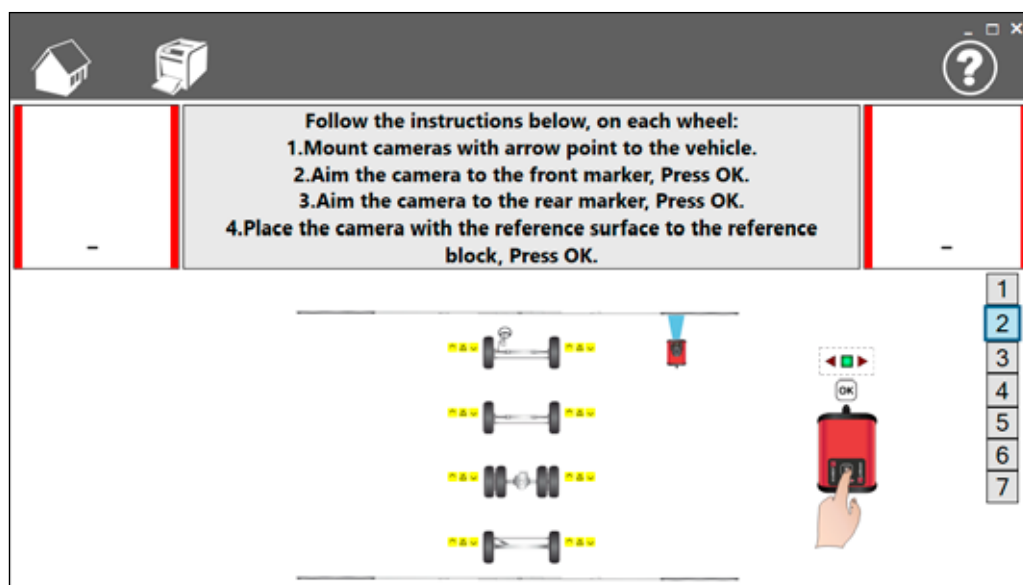 ?
Follow the instructions below, on each wheel:
1.Mount cameras with arrow point to the vehicle.
2.Aim the camera to the front marker, Press OK.
3.Aim the camera to the rear marker, Press OK.
4.Place the camera with the reference surface to the reference
block, Press OK.
–
–
1
2
3
4
5
6
7
OK